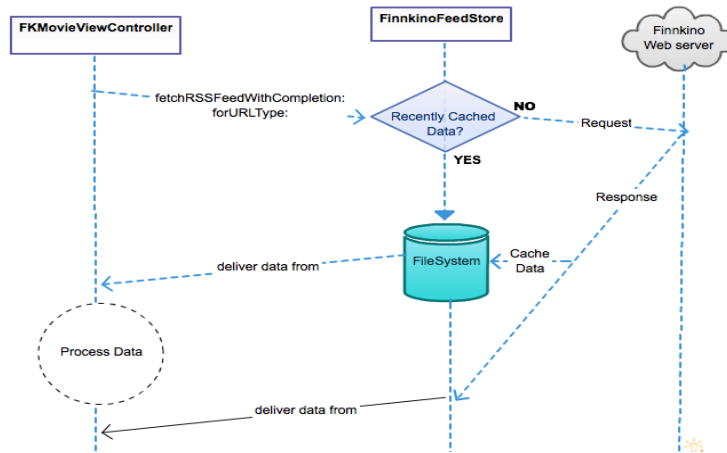 FKMovieViewController
FinnkinoFeedStore
Finnkino
Web server
fetchRSSFeedWithCompletion:
forURLType:
Recently Cached
Data?
NO
Request
YES
Response
FileSystem
Cache
Data
deliver data from
Process Data
deliver data from